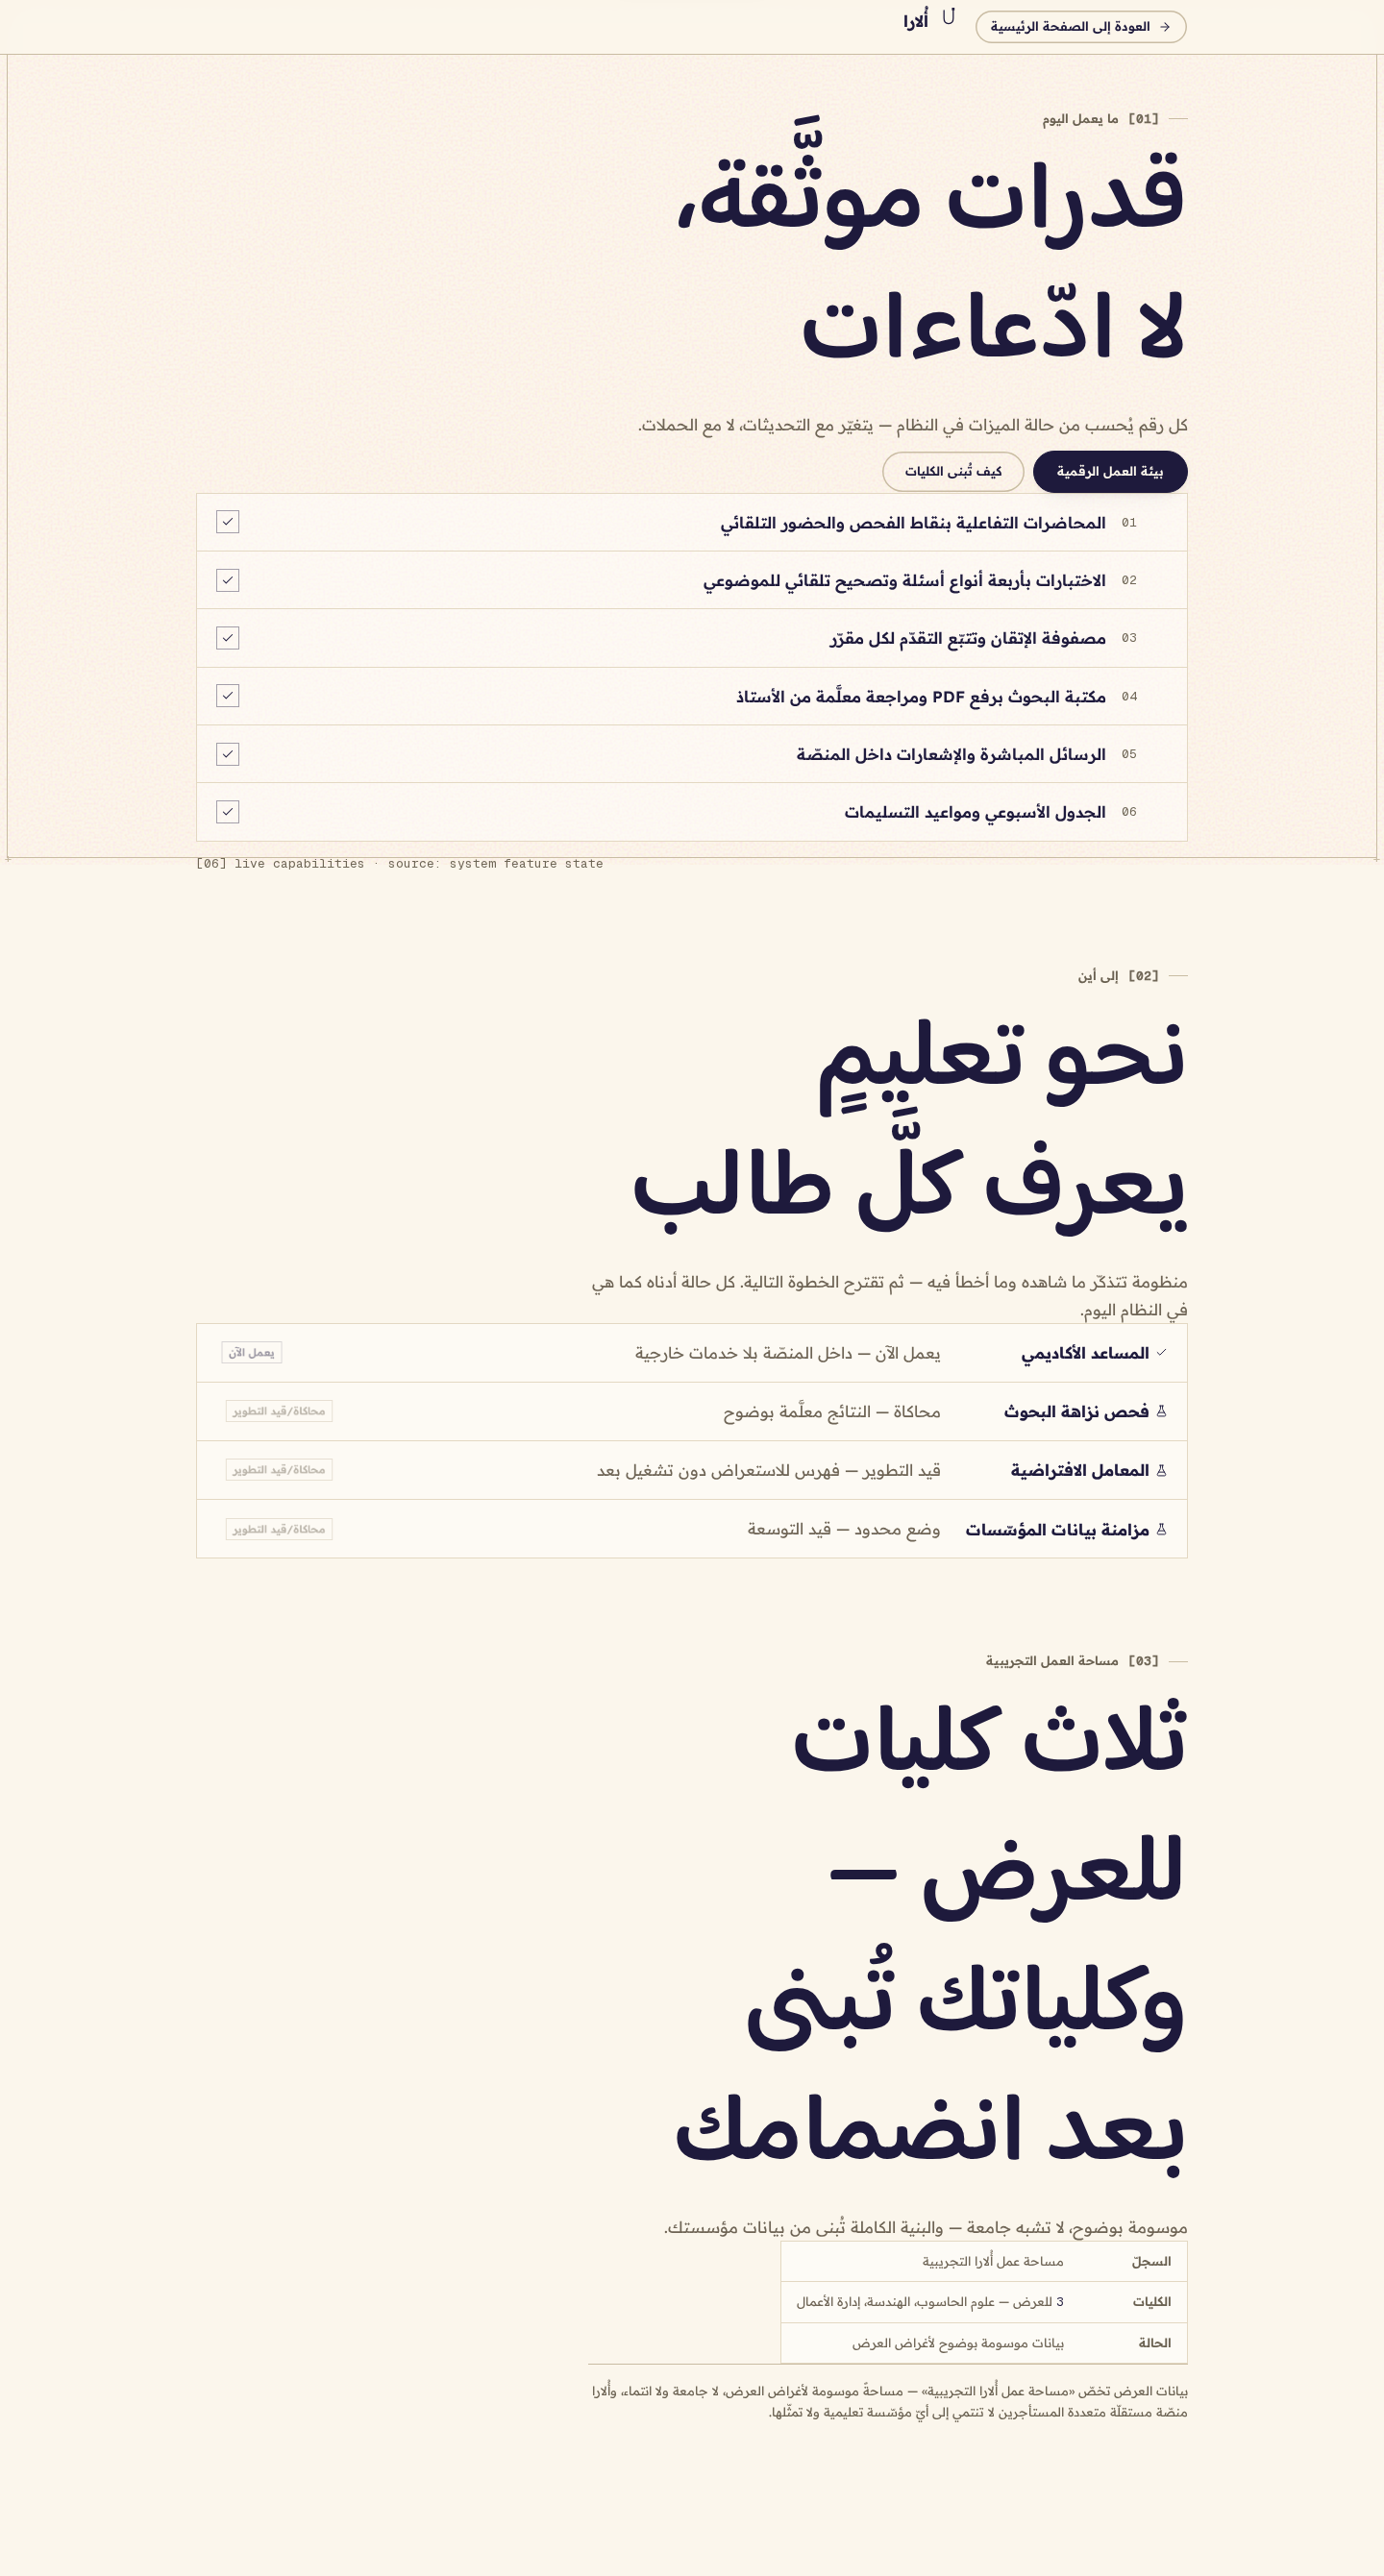 العودة إلى الصفحة الرئيسية
ألارا
[01] ما يعمل اليوم
قدرات موثَّقة،
لا ادّعاءات
كل رقم يُحسب من حالة الميزات في النظام — يتغيّر مع التحديثات، لا مع الحملات.
بيئة العمل الرقمية
كيف تُبنى الكليات
01 المحاضرات التفاعلية بنقاط الفحص والحضور التلقائي
02 الاختبارات بأربعة أنواع أسئلة وتصحيح تلقائي للموضوعي
03 مصفوفة الإتقان وتتبّع التقدّم لكل مقرّر
04 مكتبة البحوث برفع PDF ومراجعة معلَّمة من الأستاذ
05 الرسائل المباشرة والإشعارات داخل المنصّة
06 الجدول الأسبوعي ومواعيد التسليمات
[06] live capabilities · source: system feature state
[02] إلى أين
نحو تعليمٍ
يعرف كلَّ طالب
منظومة تتذكّر ما شاهده وما أخطأ فيه — ثم تقترح الخطوة التالية. كل حالة أدناه كما هي
في النظام اليوم.
المساعد الأكاديمي يعمل الآن — داخل المنصّة بلا خدمات خارجية يعمل الآن
فحص نزاهة البحوث محاكاة — النتائج معلَّمة بوضوح محاكاة/قيد التطوير
المعامل الافتراضية قيد التطوير — فهرس للاستعراض دون تشغيل بعد محاكاة/قيد التطوير
مزامنة بيانات المؤسّسات وضع محدود — قيد التوسعة محاكاة/قيد التطوير
[03] مساحة العمل التجريبية
ثلاث كليات
للعرض —
وكلياتك تُبنى
بعد انضمامك
موسومة بوضوح، لا تشبه جامعة — والبنية الكاملة تُبنى من بيانات مؤسستك.
السجلّ مساحة عمل ألارا التجريبية
الكليات 3 للعرض — علوم الحاسوب، الهندسة، إدارة الأعمال
الحالة بيانات موسومة بوضوح لأغراض العرض
بيانات العرض تخصّ «مساحة عمل ألارا التجريبية» — مساحةً موسومة لأغراض العرض، لا جامعة ولا انتماء، وألارا
منصّة مستقلّة متعددة المستأجرين لا تنتمي إلى أيّ مؤسّسة تعليمية ولا تمثّلها.